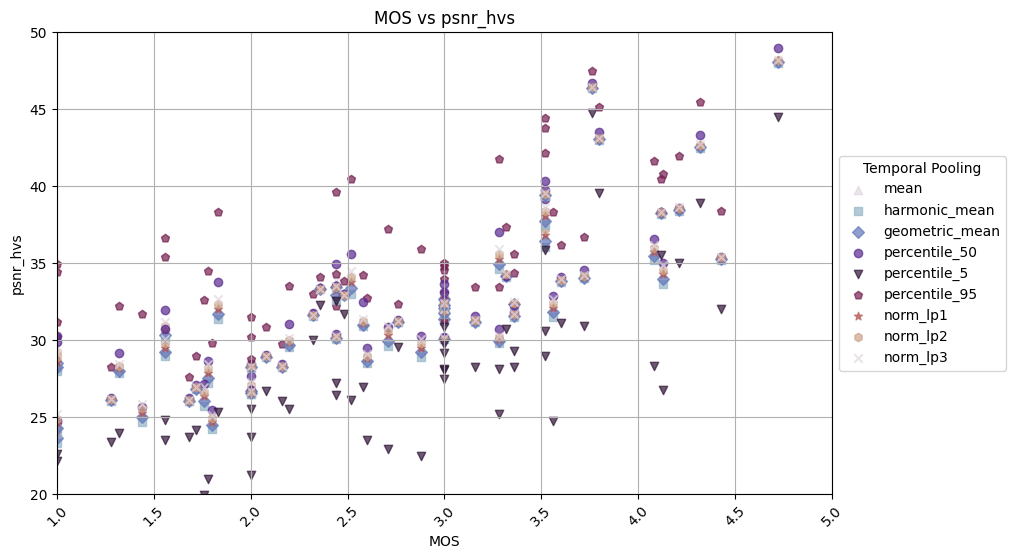 MOS vs psnr_hvs
psnr_hvs
50
45
40
35
30
25
20
1.0
1.5
2.0
2.5
3.0
3.5
4.0
4.5
5.0
MOS
Temporal Pooling
mean
harmonic_mean
geometric_mean
percentile_50
percentile_5
percentile_95
norm_lp1
norm_lp2
norm_lp3